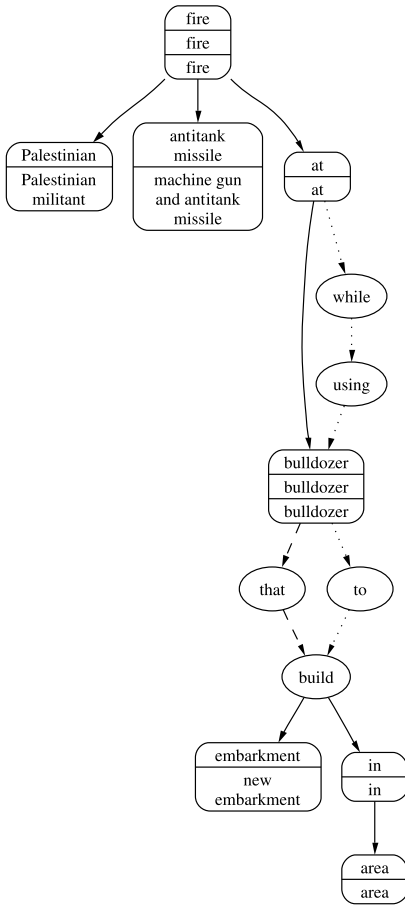 fire
fire
fire
Palestinian
Palestinian
militant
antitank
missile
machine gun
and antitank
missile
at
at
while
using
bulldozer
bulldozer
bulldozer
that
to
build
embarkment
new
embarkment
in
in
area
area